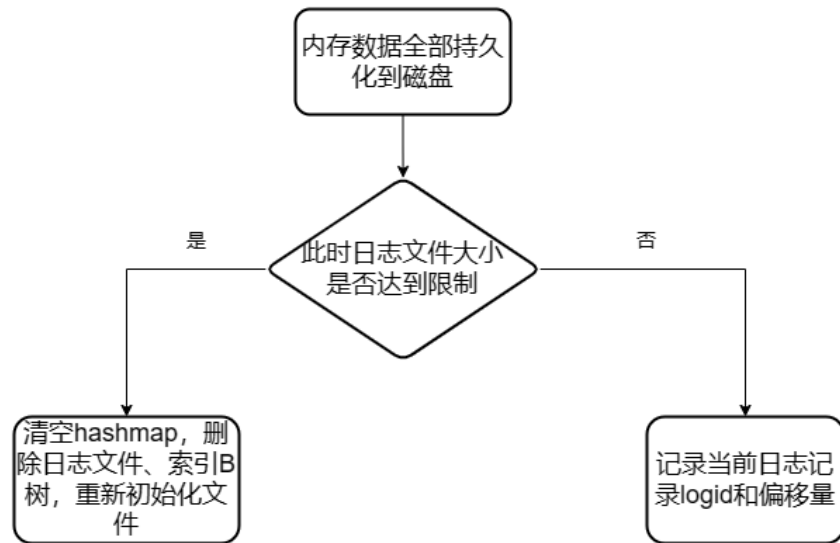 内存数据全部持久
化到磁盘
此时日志文件大小
是否达到限制
是
否
清空hashmap，删
除日志文件、索引B
树，重新初始化文
件
记录当前日志记
录logid和偏移量